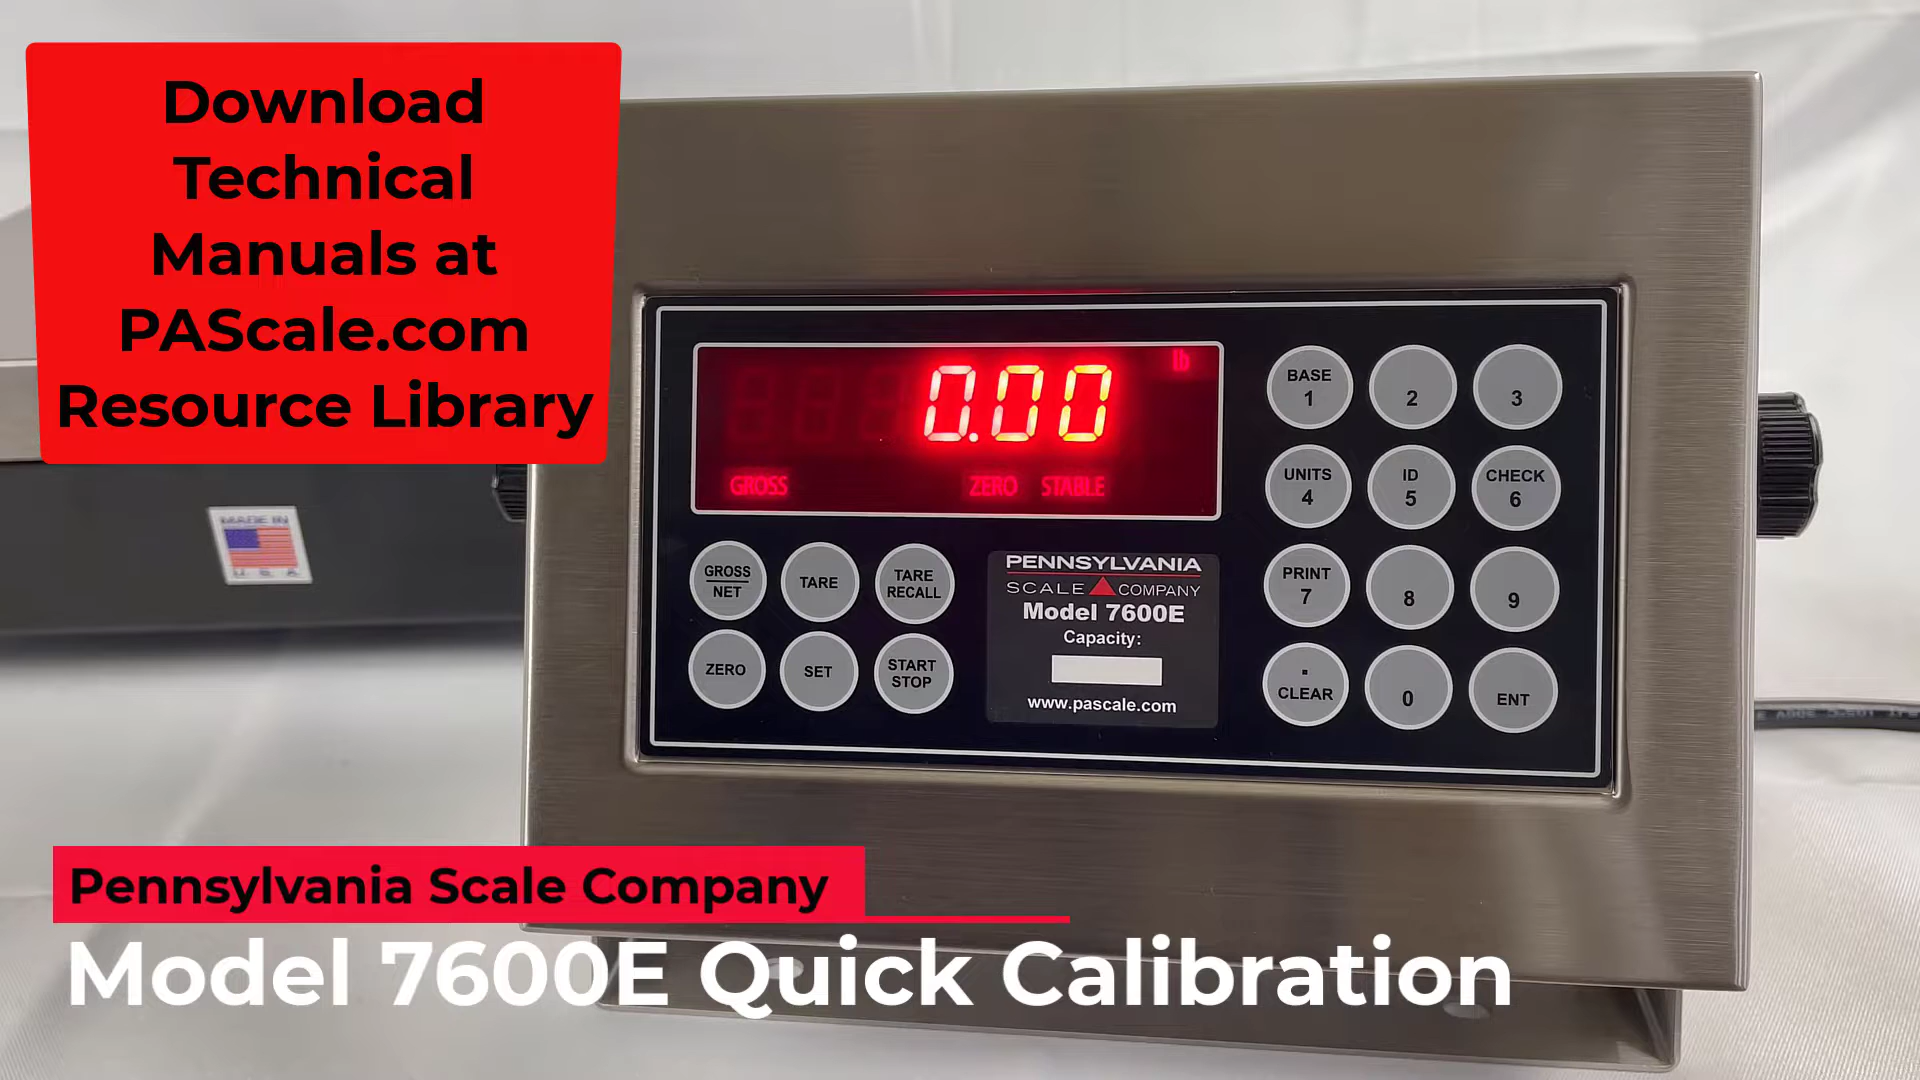 Download
Technical
Manuals at
PAScale.com
Resource Library
0.00
lb
GROSS ZERO STABLE
BASE
1
2
3
UNITS
4
ID
5
CHECK
6
PRINT
7
8
9
.
CLEAR
0
ENT
GROSS
NET
TARE
TARE
RECALL
ZERO
SET
START
STOP
PENNSYLVANIA
SCALE COMPANY
Model 7600E
Capacity:
www.pascale.com
MADE IN
U.S.A.
Pennsylvania Scale Company
Model 7600E Quick Calibration